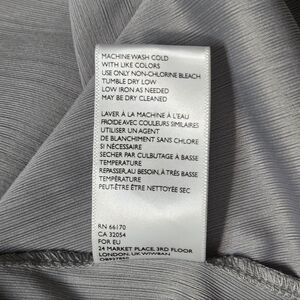 MACHINE WASH COLD
WITH LIKE COLORS
USE ONLY NON-CHLORINE BLEACH
TUMBLE DRY LOW
LOW IRON AS NEEDED
MAY BE DRY CLEANED
LAVER À LA MACHINE À L'EAU
FROIDE AVEC COULEURS SIMILAIRES
UTILISER UN AGENT
DE BLANCHIMENT SANS CHLORE
SI NÉCESSAIRE
SECHER PAR CULBUTAGE À BASSE
TEMPÉRATURE
REPASSER, AU BESOIN, À TRÈS BASSE
TEMPÉRATURE
PEUT-ÊTRE ÊTRE NETTOYÉE SEC
RN 66170
CA 32054
FOR EU
24 MARKET PLACE, 3RD FLOOR
LONDON, UK